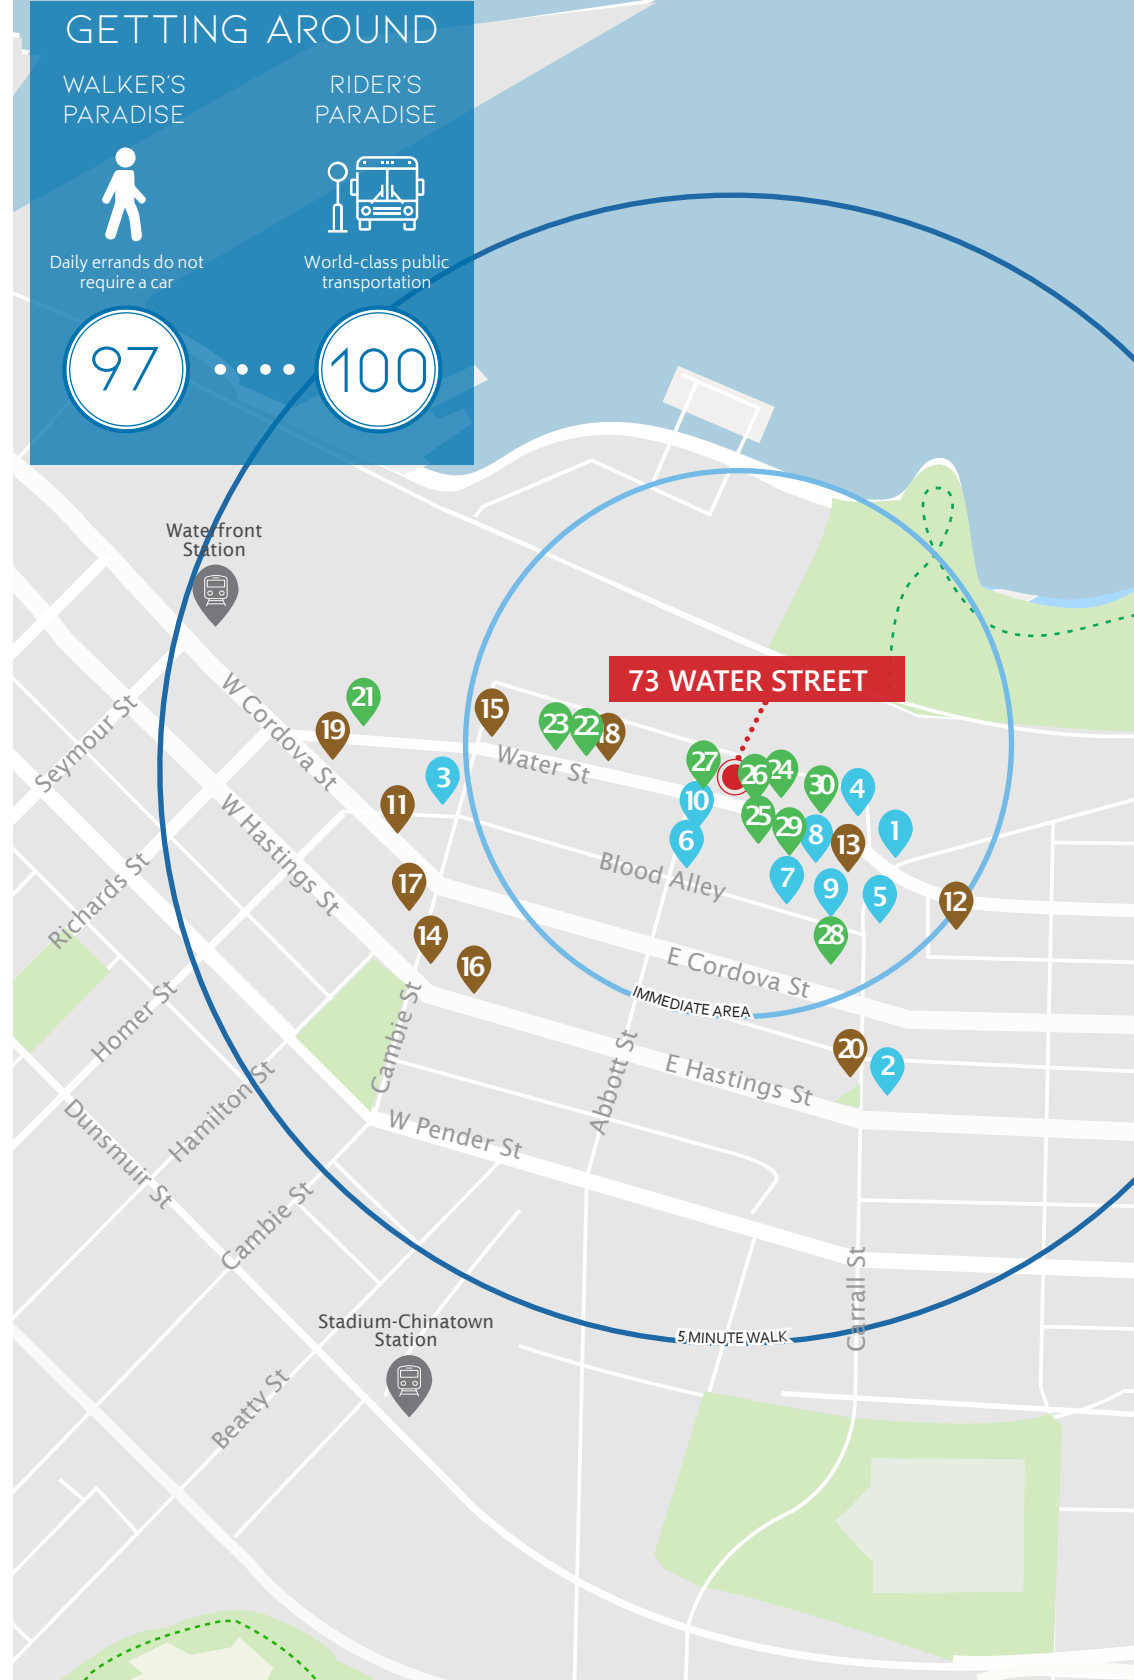 GETTING AROUND
WALKER'S
PARADISE
Daily errands do not
require a car
97
RIDER'S
PARADISE
World-class public
transportation
100
Waterfront
Station
73 WATER STREET
21
19
15
23
22
18
3
11
Water St
27
26
24
30
4
10
25
29
8
1
6
13
W Cordova St
Seymour St
W Hastings St
Blood Alley
7
9
5
12
17
Richards St
14
28
16
E Cordova St
IMMEDIATE AREA
Homer St
Cambie St
Abbott St
20
2
E Hastings St
Hamilton St
W Pender St
Dunsmuir St
Cambie St
Carrall St
Stadium-Chinatown
Station
5 MINUTE WALK
Beatty St